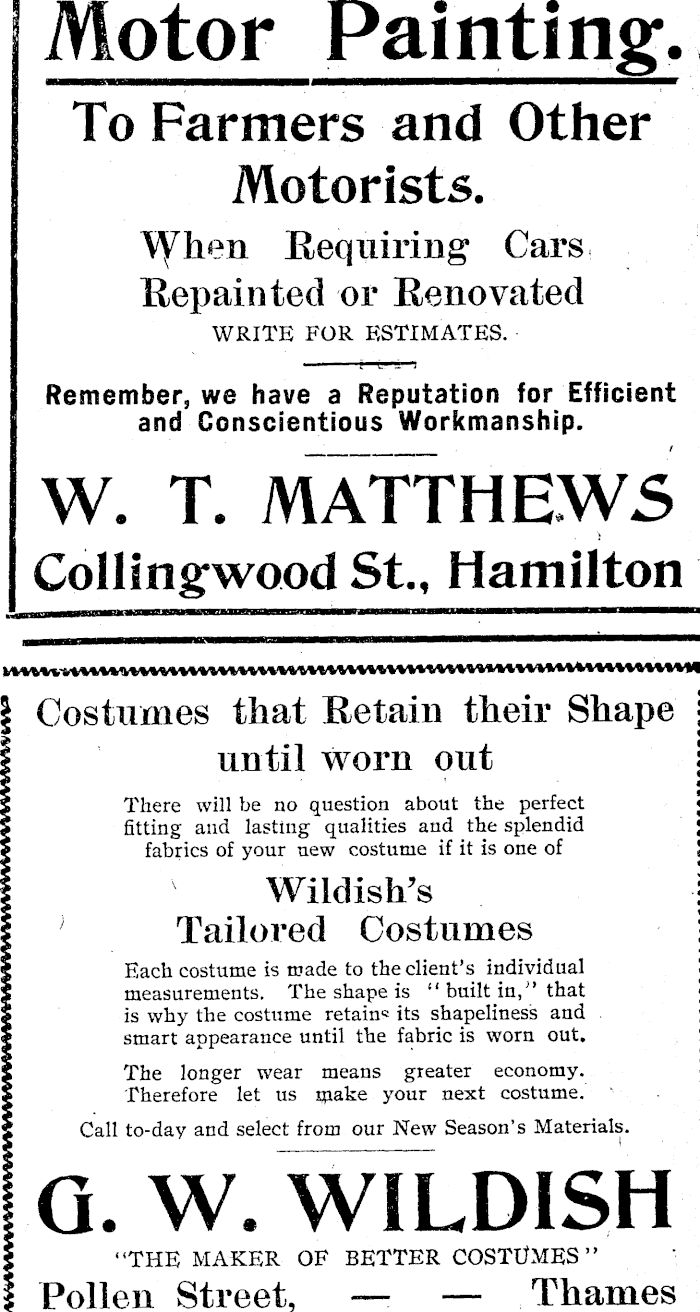 Motor Painting.
To Farmers and Other
Motorists.
When Requiring Cars
Repainted or Renovated
WRITE FOR ESTIMATES.
Remember, we have a Reputation for Efficient
and Conscientious Workmanship.
W. T. MATTHEWS
Collingwood St., Hamilton
Costumes that Retain their Shape
until worn out
There will be no question about the perfect
fitting and lasting qualities and the splendid
fabrics of your new costume if it is one of
Wildish's
Tailored Costumes
Each costume is made to the client's individual
measurements. The shape is "built in," that
is why the costume retains its shapeliness and
smart appearance until the fabric is worn out.
The longer wear means greater economy.
Therefore let us make your next costume.
Call to-day and select from our New Season's Materials.
G. W. WILDISH
"THE MAKER OF BETTER COSTUMES"
Pollen Street, — — Thames